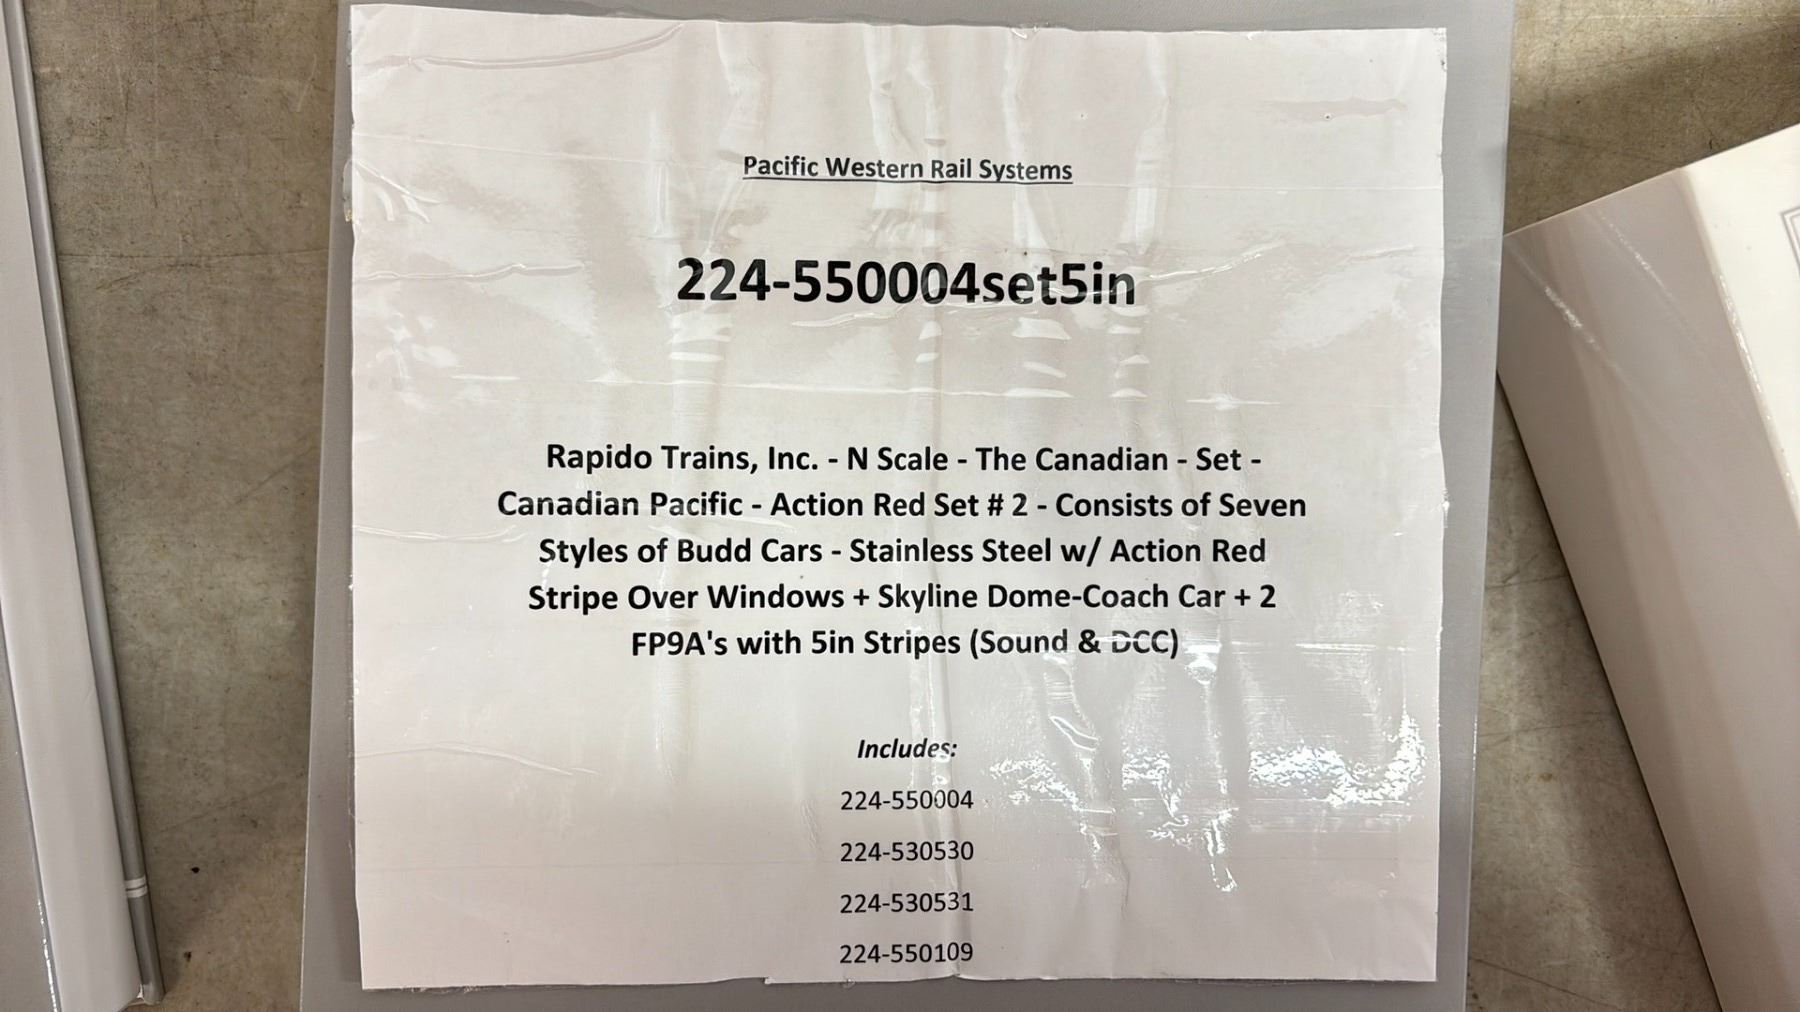 Pacific Western Rail Systems
224-550004set5in
Rapido Trains, Inc. - N Scale - The Canadian - Set -
Canadian Pacific - Action Red Set # 2 - Consists of Seven
Styles of Budd Cars - Stainless Steel w/ Action Red
Stripe Over Windows + Skyline Dome-Coach Car + 2
FP9A's with 5in Stripes (Sound & DCC)
Includes:
224-550004
224-530530
224-530531
224-550109